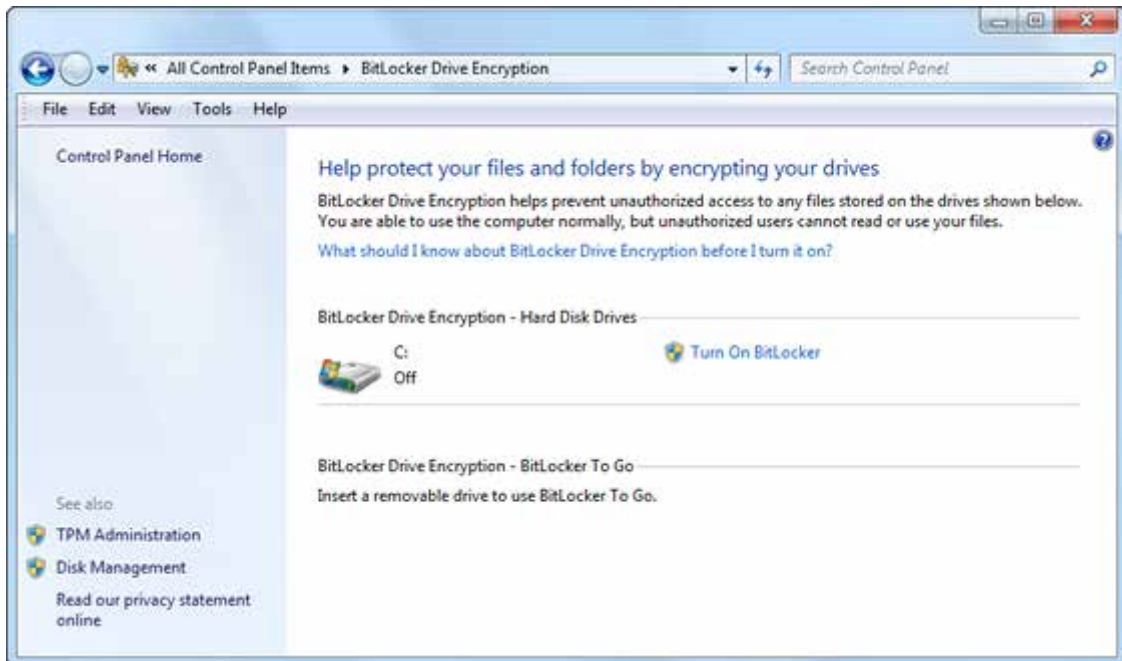 « All Control Panel Items ▸ BitLocker Drive Encryption
Search Control Panel
File Edit View Tools Help
Control Panel Home
Help protect your files and folders by encrypting your drives
BitLocker Drive Encryption helps prevent unauthorized access to any files stored on the drives shown below.
You are able to use the computer normally, but unauthorized users cannot read or use your files.
What should I know about BitLocker Drive Encryption before I turn it on?
BitLocker Drive Encryption - Hard Disk Drives
C:
Off
Turn On BitLocker
BitLocker Drive Encryption - BitLocker To Go
Insert a removable drive to use BitLocker To Go.
See also
TPM Administration
Disk Management
Read our privacy statement
online